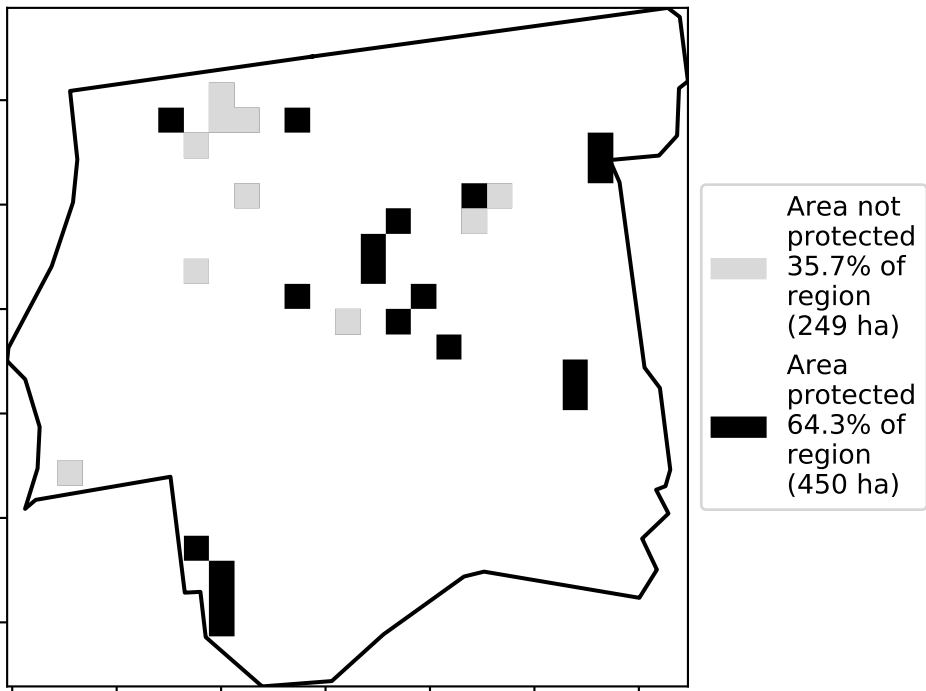 Area not
protected
35.7% of
region
(249 ha)
Area
protected
64.3% of
region
(450 ha)